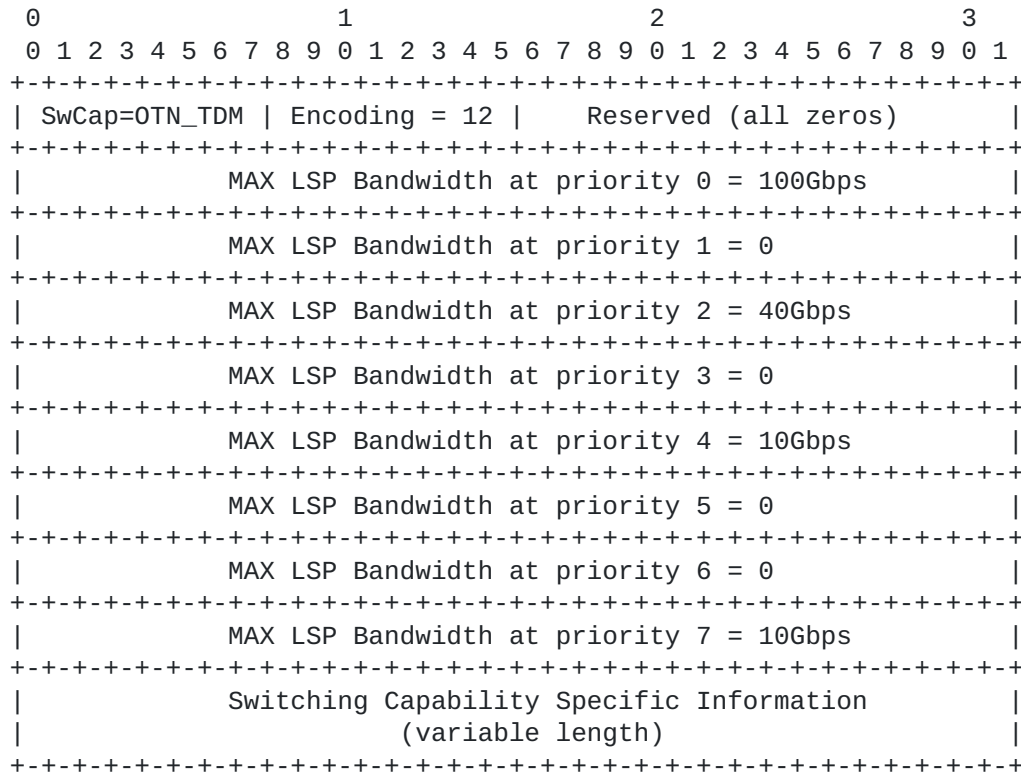 0                   1                   2                   3
 0 1 2 3 4 5 6 7 8 9 0 1 2 3 4 5 6 7 8 9 0 1 2 3 4 5 6 7 8 9 0 1
+-+-+-+-+-+-+-+-+-+-+-+-+-+-+-+-+-+-+-+-+-+-+-+-+-+-+-+-+-+-+-+-+
| SwCap=OTN_TDM | Encoding = 12 |    Reserved (all zeros)       |
+-+-+-+-+-+-+-+-+-+-+-+-+-+-+-+-+-+-+-+-+-+-+-+-+-+-+-+-+-+-+-+-+
|             MAX LSP Bandwidth at priority 0 = 100Gbps         |
+-+-+-+-+-+-+-+-+-+-+-+-+-+-+-+-+-+-+-+-+-+-+-+-+-+-+-+-+-+-+-+-+
|             MAX LSP Bandwidth at priority 1 = 0               |
+-+-+-+-+-+-+-+-+-+-+-+-+-+-+-+-+-+-+-+-+-+-+-+-+-+-+-+-+-+-+-+-+
|             MAX LSP Bandwidth at priority 2 = 40Gbps          |
+-+-+-+-+-+-+-+-+-+-+-+-+-+-+-+-+-+-+-+-+-+-+-+-+-+-+-+-+-+-+-+-+
|             MAX LSP Bandwidth at priority 3 = 0               |
+-+-+-+-+-+-+-+-+-+-+-+-+-+-+-+-+-+-+-+-+-+-+-+-+-+-+-+-+-+-+-+-+
|             MAX LSP Bandwidth at priority 4 = 10Gbps          |
+-+-+-+-+-+-+-+-+-+-+-+-+-+-+-+-+-+-+-+-+-+-+-+-+-+-+-+-+-+-+-+-+
|             MAX LSP Bandwidth at priority 5 = 0               |
+-+-+-+-+-+-+-+-+-+-+-+-+-+-+-+-+-+-+-+-+-+-+-+-+-+-+-+-+-+-+-+-+
|             MAX LSP Bandwidth at priority 6 = 0               |
+-+-+-+-+-+-+-+-+-+-+-+-+-+-+-+-+-+-+-+-+-+-+-+-+-+-+-+-+-+-+-+-+
|             MAX LSP Bandwidth at priority 7 = 10Gbps          |
+-+-+-+-+-+-+-+-+-+-+-+-+-+-+-+-+-+-+-+-+-+-+-+-+-+-+-+-+-+-+-+-+
|             Switching Capability Specific Information         |
|                        (variable length)                      |
+-+-+-+-+-+-+-+-+-+-+-+-+-+-+-+-+-+-+-+-+-+-+-+-+-+-+-+-+-+-+-+-+